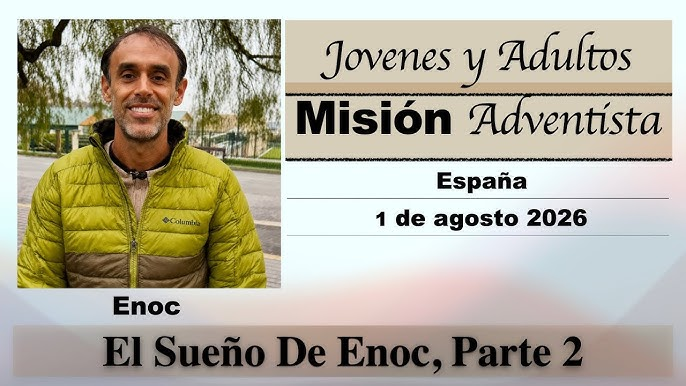 Jovenes y Adultos
Misión Adventista
España
1 de agosto 2026
Columbia
Enoc
El Sueño De Enoc, Parte 2